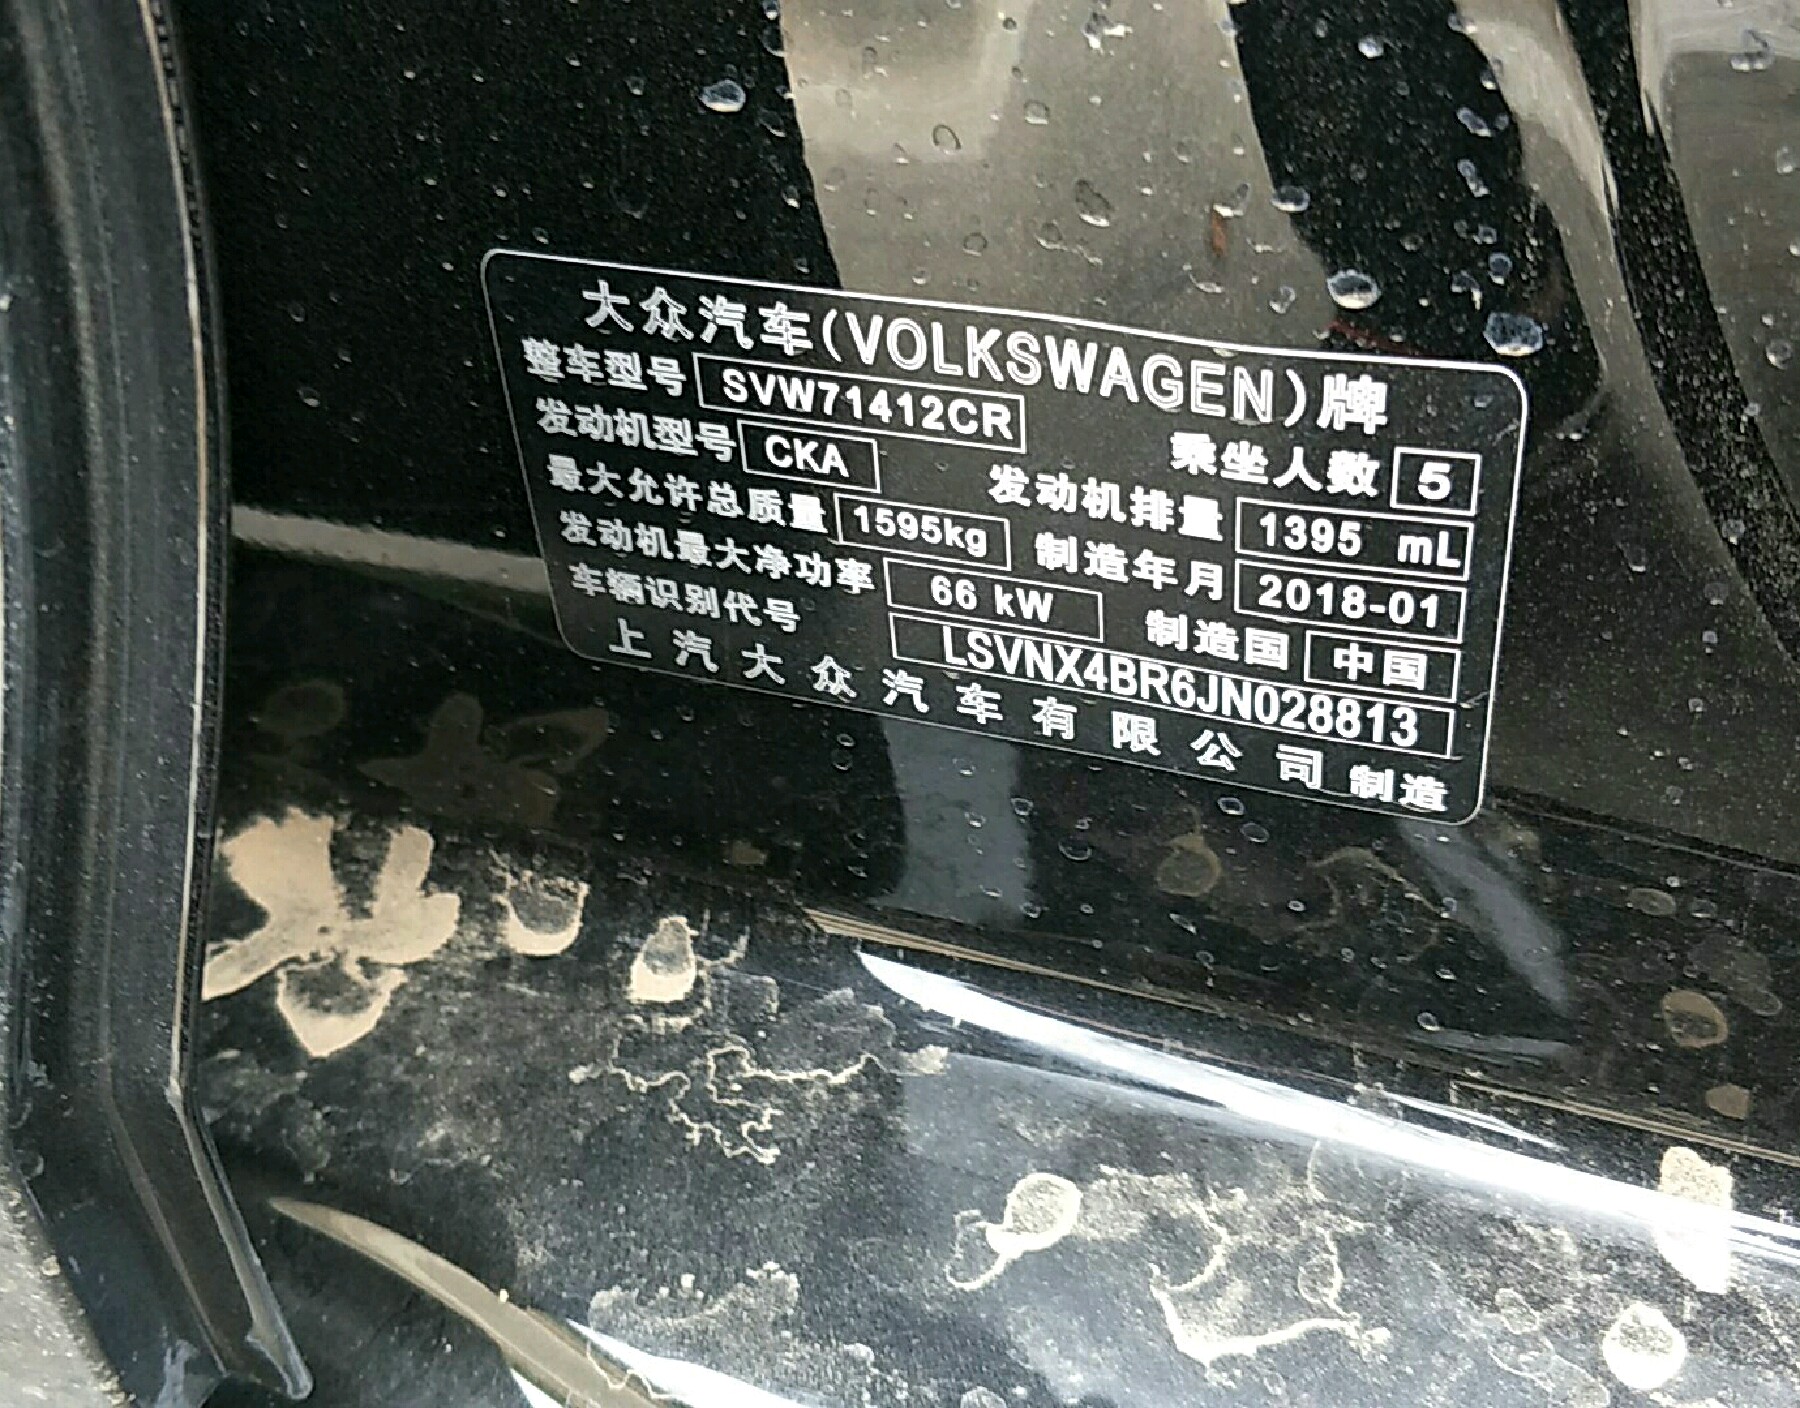 大众汽车(VOLKSWAGEN)牌
整车型号 SVW71412CR 乘坐人数 5
发动机型号 CKA 发动机排量 1395 mL
最大允许总质量 1595kg 制造年月 2018-01
发动机最大净功率 66 kW 制造国 中国
车辆识别代号 LSVNX4BR6JN028813
上汽大众汽车有限公司制造